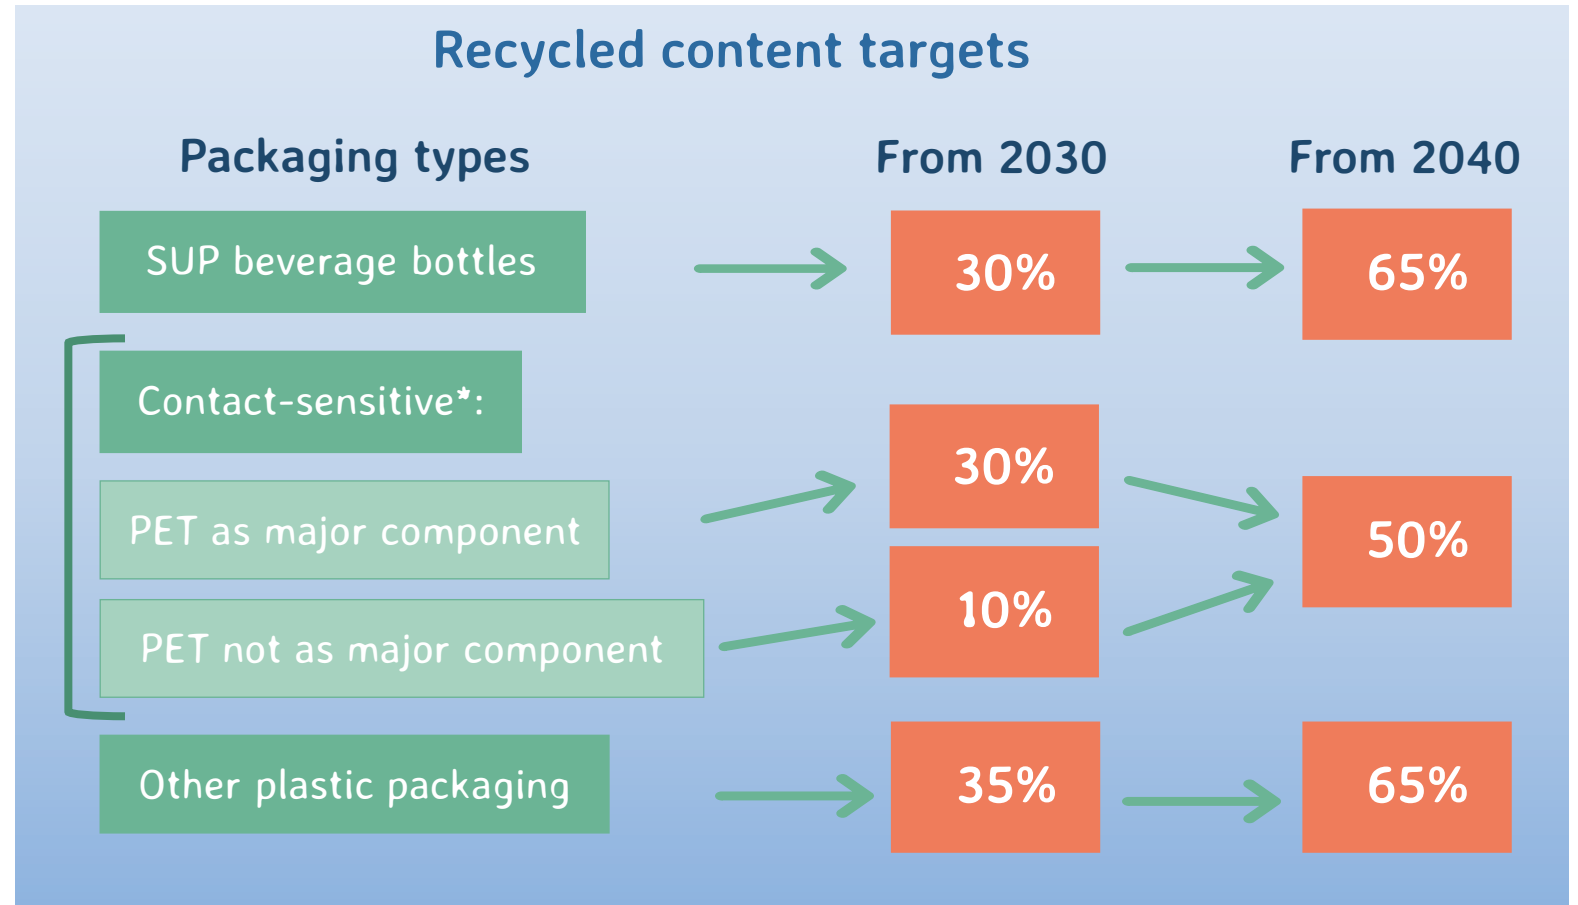 Recycled content targets
Packaging types From 2030 From 2040
SUP beverage bottles 30% 65%
Contact-sensitive*:
PET as major component 30%
50%
PET not as major component 10%
Other plastic packaging 35% 65%